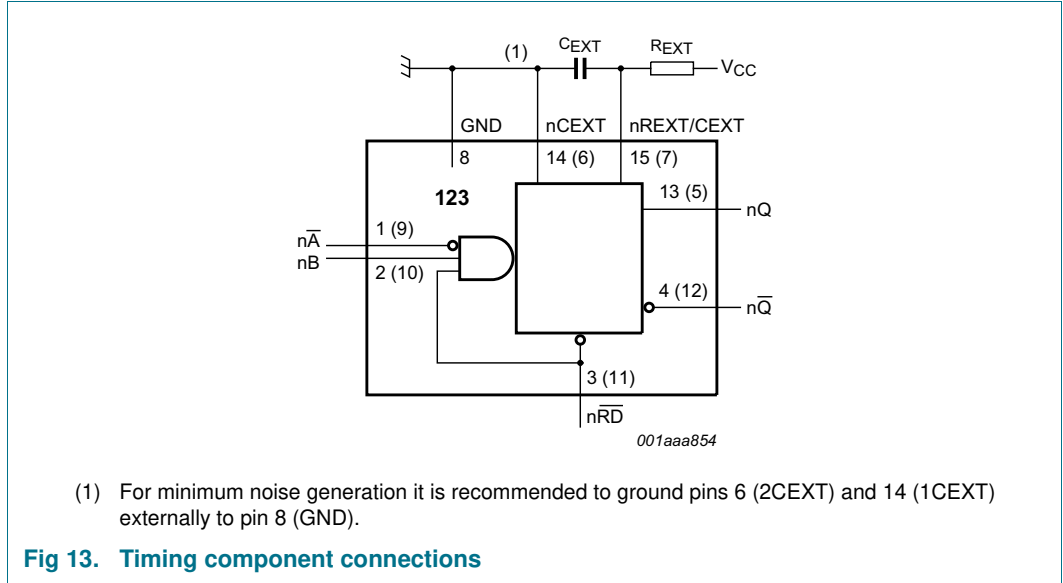 (1)
CEXT
REXT
VCC
GND
nCEXT
nREXT/CEXT
8
14 (6)
15 (7)
123
13 (5)
nQ
1 (9)
nA̅
nB
2 (10)
4 (12)
nQ̅
3 (11)
nR̅D̅
001aaa854
(1) For minimum noise generation it is recommended to ground pins 6 (2CEXT) and 14 (1CEXT)
externally to pin 8 (GND).
Fig 13. Timing component connections